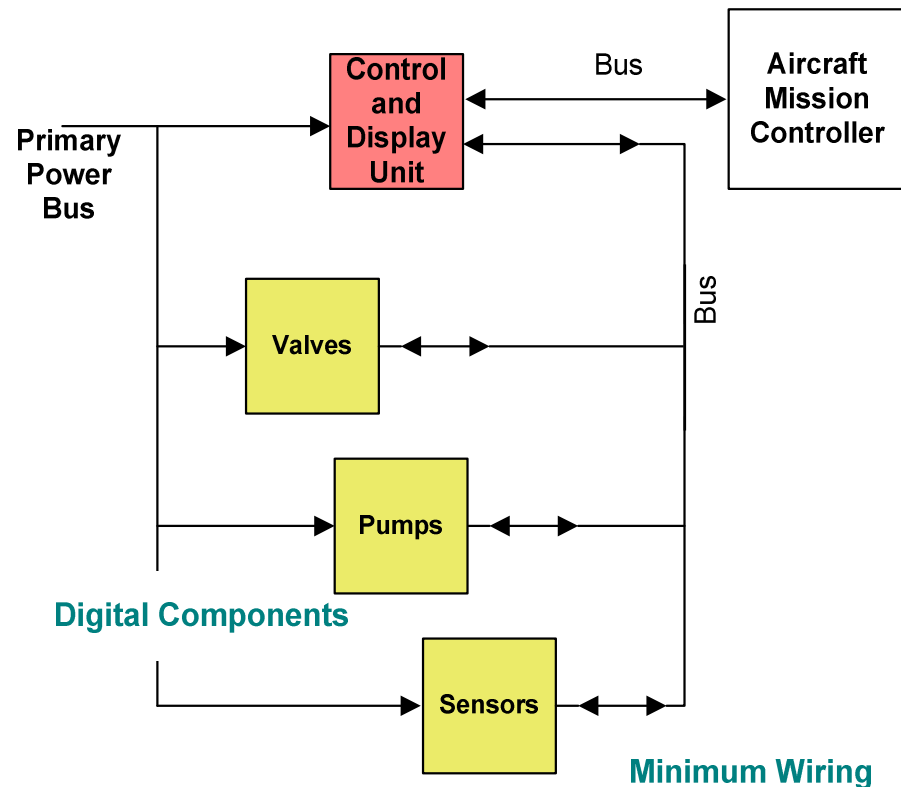 Control
and
Display
Unit
Bus
Aircraft
Mission
Controller
Primary
Power
Bus
Bus
Valves
Pumps
Digital Components
Sensors
Minimum Wiring